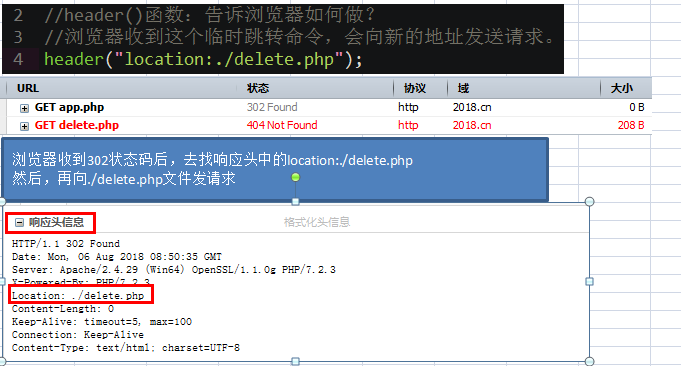 2 //header()函数：告诉浏览器如何做？
3 //浏览器收到这个临时跳转命令，会向新的地址发送请求。
4 header("location:./delete.php");
URL 状态 协议 域 大小
GET app.php 302 Found http 2018.cn 0 B
GET delete.php 404 Not Found http 2018.cn 208 B
浏览器收到302状态码后，去找响应头中的location:./delete.php
然后，再向./delete.php文件发请求
响应头信息 格式化头信息
HTTP/1.1 302 Found
Date: Mon, 06 Aug 2018 08:50:35 GMT
Server: Apache/2.4.29 (Win64) OpenSSL/1.1.0g PHP/7.2.3
X-Powered-By: PHP/7.2.3
Location: ./delete.php
Content-Length: 0
Keep-Alive: timeout=5, max=100
Connection: Keep-Alive
Content-Type: text/html; charset=UTF-8